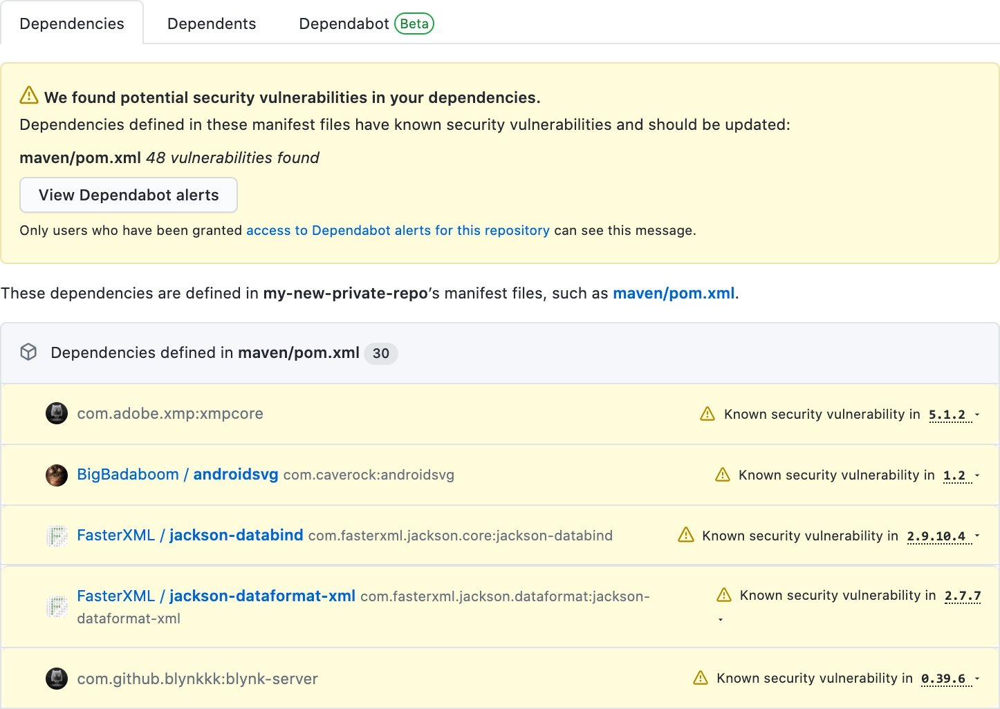 Dependencies Dependents Dependabot Beta
We found potential security vulnerabilities in your dependencies.
Dependencies defined in these manifest files have known security vulnerabilities and should be updated:
maven/pom.xml 48 vulnerabilities found
View Dependabot alerts
Only users who have been granted access to Dependabot alerts for this repository can see this message.
These dependencies are defined in my-new-private-repo’s manifest files, such as maven/pom.xml.
Dependencies defined in maven/pom.xml 30
com.adobe.xmp:xmpcore Known security vulnerability in 5.1.2
BigBadaboom / androidsvg com.caverock:androidsvg Known security vulnerability in 1.2
FasterXML / jackson-databind com.fasterxml.jackson.core:jackson-databind Known security vulnerability in 2.9.10.4
FasterXML / jackson-dataformat-xml com.fasterxml.jackson.dataformat:jackson- Known security vulnerability in 2.7.7
dataformat-xml
com.github.blynkkk:blynk-server Known security vulnerability in 0.39.6